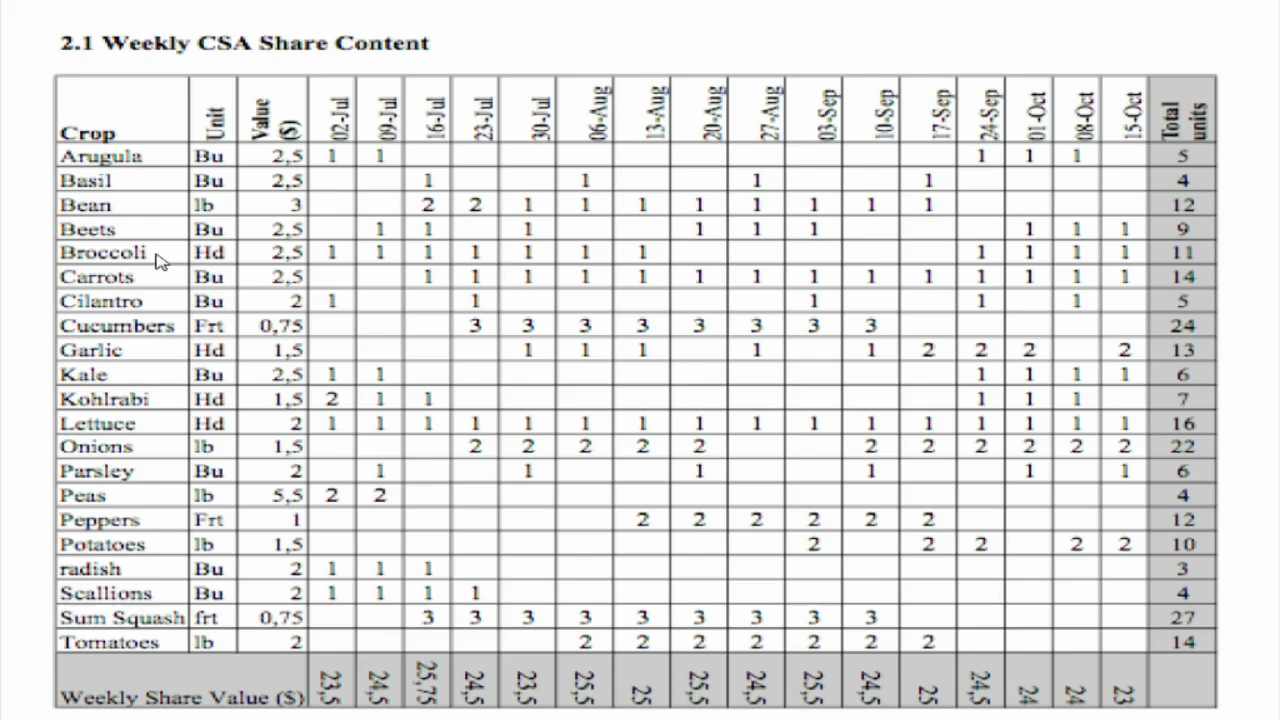 2.1 Weekly CSA Share Content
Crop Unit Value ($) 02-Jul 09-Jul 16-Jul 23-Jul 30-Jul 06-Aug 13-Aug 20-Aug 27-Aug 03-Sep 10-Sep 17-Sep 24-Sep 01-Oct 08-Oct 15-Oct Total units
Arugula Bu 2,5 1 1 1 1 1 5
Basil Bu 2,5 1 1 1 1 4
Bean lb 3 2 2 1 1 1 1 1 1 1 1 12
Beets Bu 2,5 1 1 1 1 1 1 1 1 1 9
Broccoli Hd 2,5 1 1 1 1 1 1 1 1 1 1 1 11
Carrots Bu 2,5 1 1 1 1 1 1 1 1 1 1 1 1 1 1 14
Cilantro Bu 2 1 1 1 1 1 5
Cucumbers Frt 0,75 3 3 3 3 3 3 3 3 24
Garlic Hd 1,5 1 1 1 1 1 2 2 2 2 13
Kale Bu 2,5 1 1 1 1 1 1 6
Kohlrabi Hd 1,5 2 1 1 1 1 1 7
Lettuce Hd 2 1 1 1 1 1 1 1 1 1 1 1 1 1 1 1 1 16
Onions lb 1,5 2 2 2 2 2 2 2 2 2 2 2 22
Parsley Bu 2 1 1 1 1 1 1 6
Peas lb 5,5 2 2 4
Peppers Frt 1 2 2 2 2 2 2 12
Potatoes lb 1,5 2 2 2 2 2 10
radish Bu 2 1 1 1 3
Scallions Bu 2 1 1 1 1 4
Sum Squash frt 0,75 3 3 3 3 3 3 3 3 3 27
Tomatoes lb 2 2 2 2 2 2 2 2 14
Weekly Share Value ($) 23,5 24,5 25,75 24,5 23,5 25,5 25 25,5 24,5 25,5 24,5 25 24,5 24 24 23